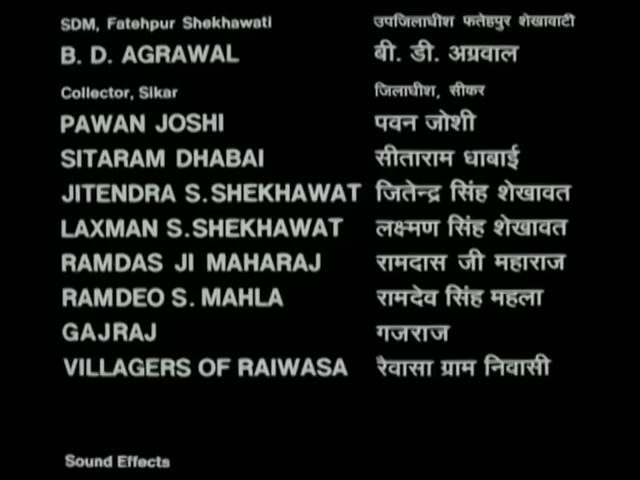 SDM, Fatehpur Shekhawati उपजिलाधीश फतेहपुर शेखावाटी
B. D. AGRAWAL बी. डी. अग्रवाल
Collector, Sikar जिलाधीश, सीकर
PAWAN JOSHI पवन जोशी
SITARAM DHABAI सीताराम धाबाई
JITENDRA S.SHEKHAWAT जितेन्द्र सिंह शेखावत
LAXMAN S.SHEKHAWAT लक्ष्मण सिंह शेखावत
RAMDAS JI MAHARAJ रामदास जी महाराज
RAMDEO S. MAHLA रामदेव सिंह महला
GAJRAJ गजराज
VILLAGERS OF RAIWASA रैवासा ग्राम निवासी
Sound Effects